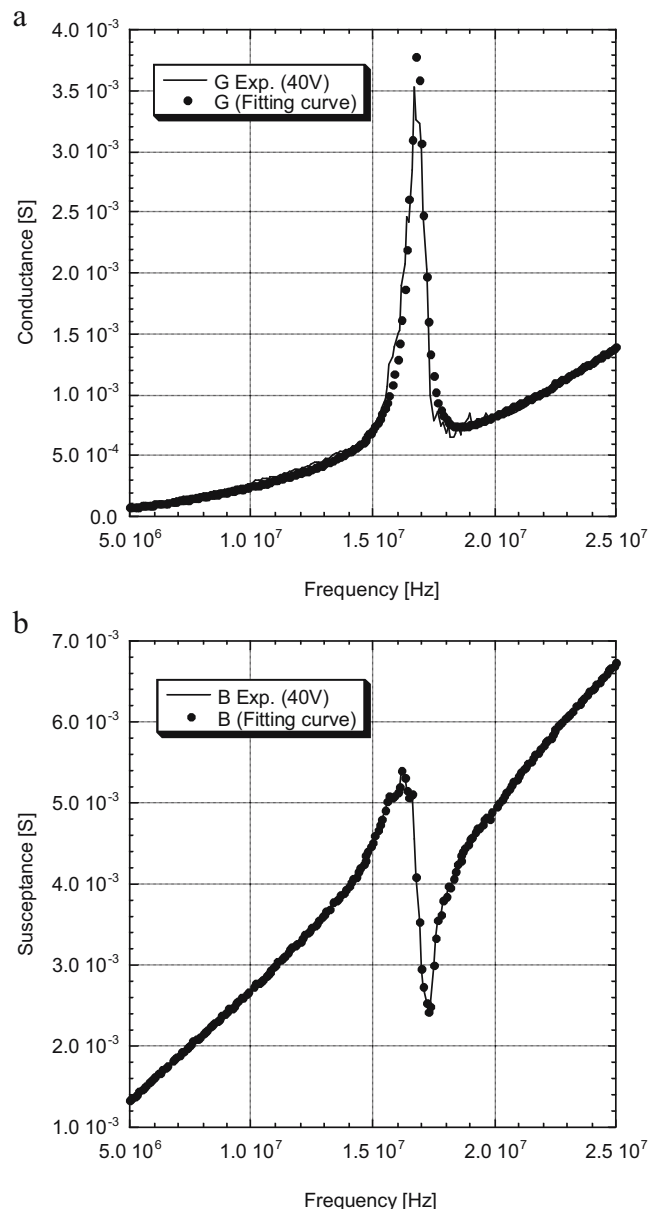 a
4.0 10⁻³
G Exp. (40V)
G (Fitting curve)
3.5 10⁻³
3.0 10⁻³
2.5 10⁻³
2.0 10⁻³
1.5 10⁻³
1.0 10⁻³
5.0 10⁻⁴
0.0
Conductance [S]
5.0 10⁶
1.0 10⁷
1.5 10⁷
2.0 10⁷
2.5 10⁷
Frequency [Hz]
b
7.0 10⁻³
B Exp. (40V)
B (Fitting curve)
6.0 10⁻³
5.0 10⁻³
4.0 10⁻³
3.0 10⁻³
2.0 10⁻³
1.0 10⁻³
Susceptance [S]
5.0 10⁶
1.0 10⁷
1.5 10⁷
2.0 10⁷
2.5 10⁷
Frequency [Hz]